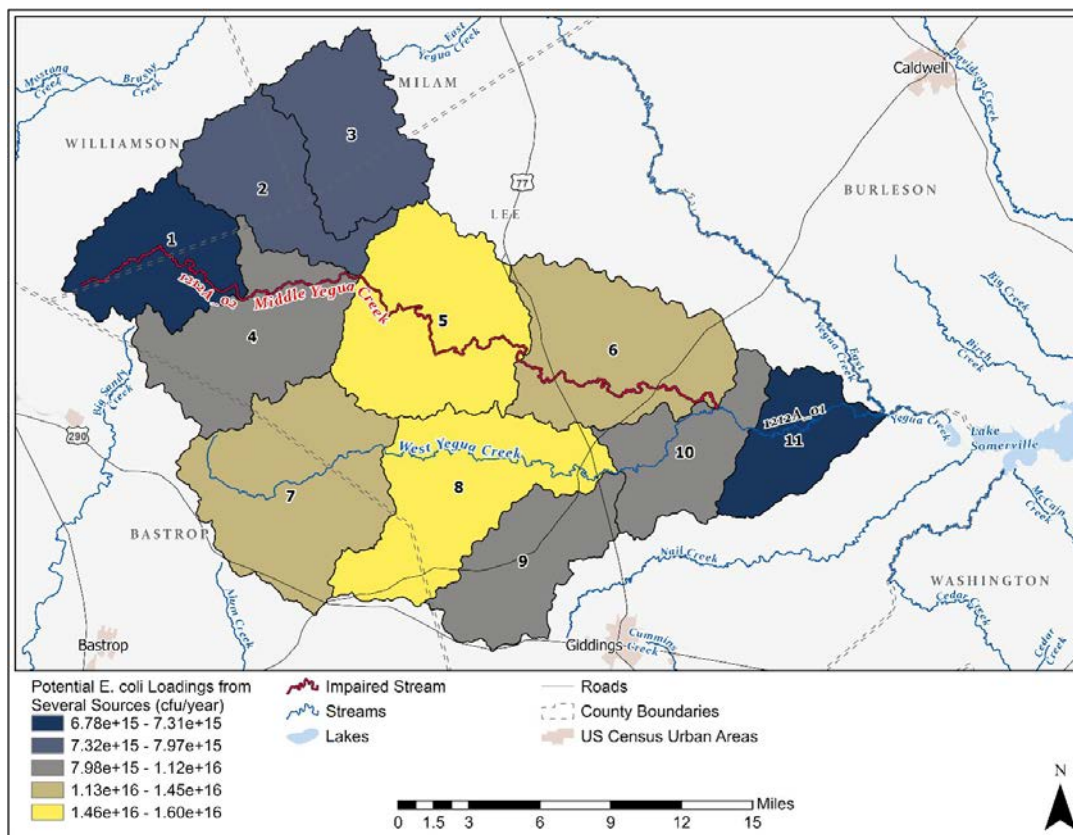 East
Yegua Creek
MILAM
Mustang
Creek
Brushy
Creek
WILLIAMSON
Caldwell
Davidson Creek
3
77
2
BURLESON
LEE
1
1212A_02
Middle Yegua
Creek
Big Creek
5
4
6
East
Yegua Creek
Birch
Creek
Big Sandy
Creek
290
1212A_01
Yegua Creek
Lake
Somerville
10
11
West Yegua Creek
7
8
McCain
Creek
BASTROP
9
Nail Creek
WASHINGTON
Cedar Creek
Alum Creek
Bastrop
Giddings
Cummins
Creek
Cedar
Creek
Potential E. coli Loadings from
Several Sources (cfu/year)
6.78e+15 - 7.31e+15
7.32e+15 - 7.97e+15
7.98e+15 - 1.12e+16
1.13e+16 - 1.45e+16
1.46e+16 - 1.60e+16
Impaired Stream
Streams
Lakes
Roads
County Boundaries
US Census Urban Areas
Miles
0 1.5 3 6 9 12 15
N